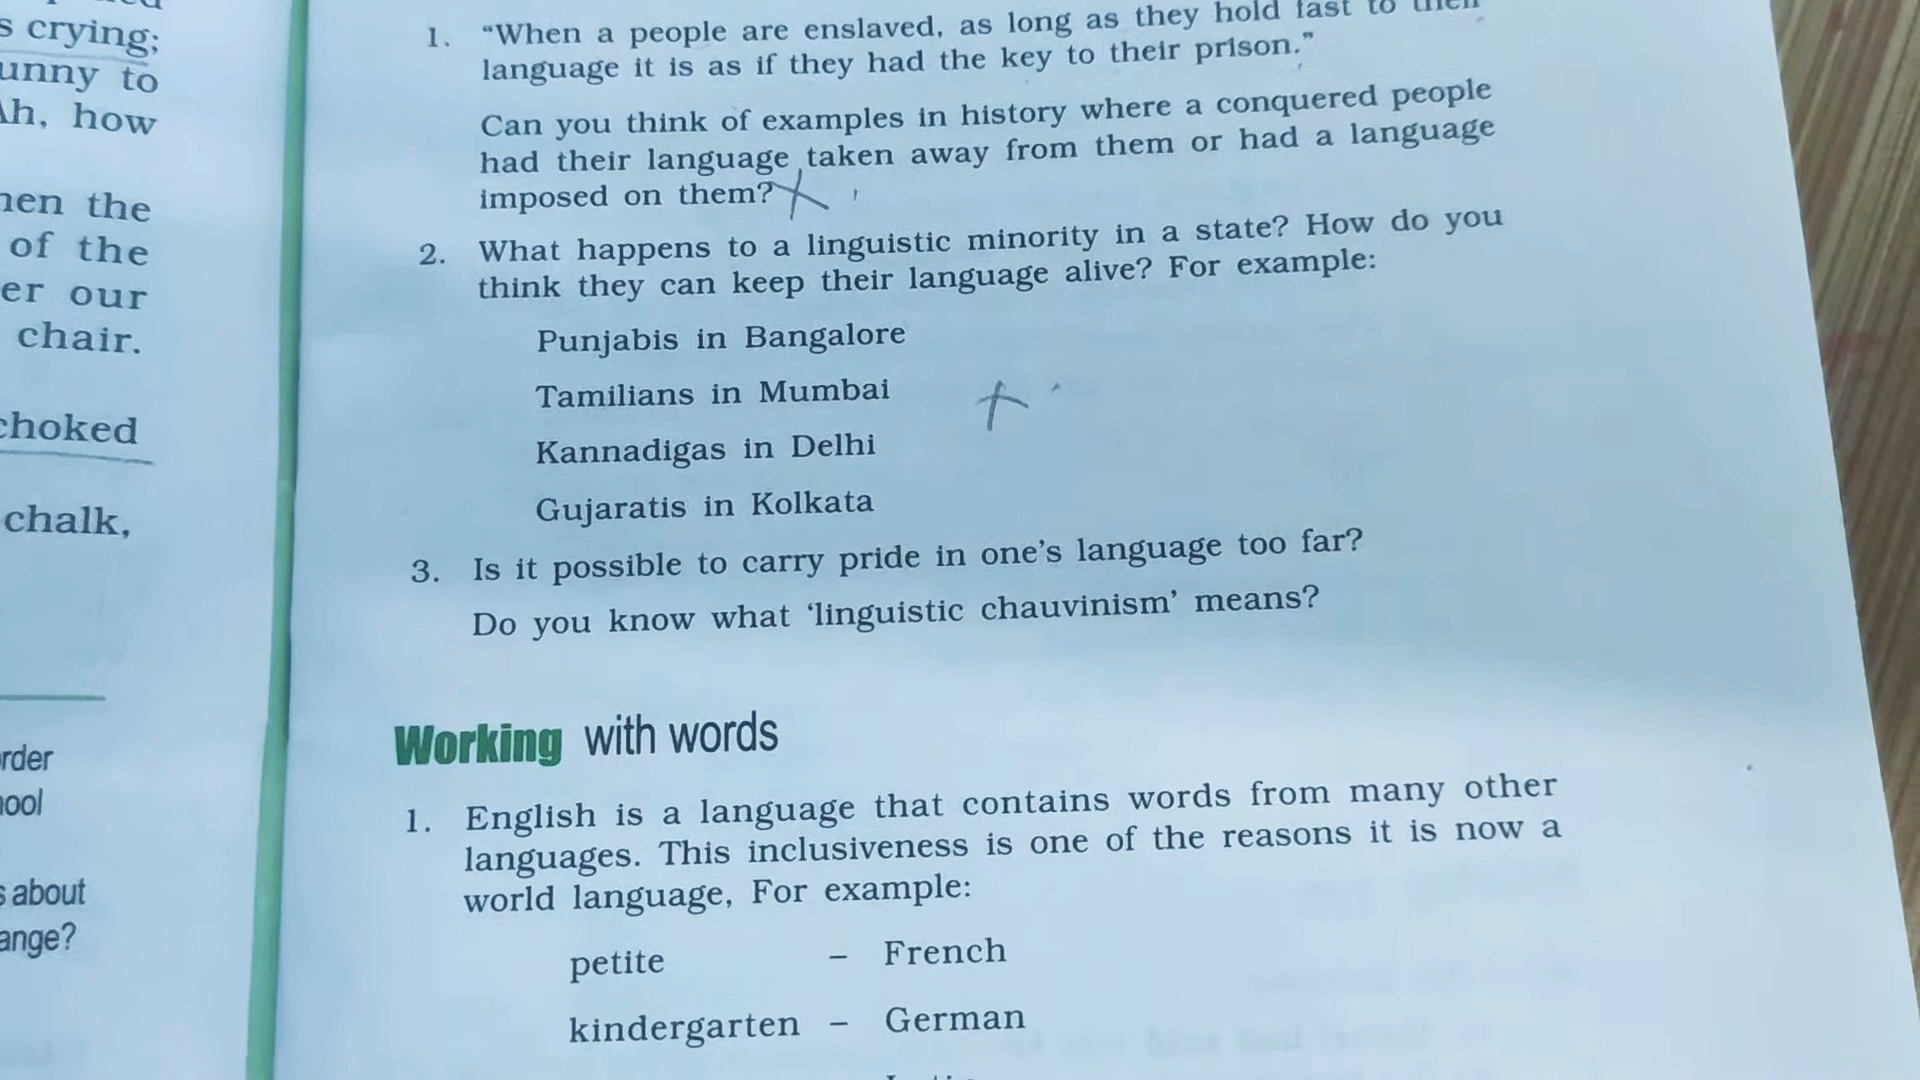 s crying;
unny to
Ah, how
hen the
of the
er our
chair.
choked
chalk,
rder
ool
s about
ange?
1. "When a people are enslaved, as long as they hold fast to their
language it is as if they had the key to their prison."
Can you think of examples in history where a conquered people
had their language taken away from them or had a language
imposed on them?
2. What happens to a linguistic minority in a state? How do you
think they can keep their language alive? For example:
Punjabis in Bangalore
Tamilians in Mumbai
Kannadigas in Delhi
Gujaratis in Kolkata
3. Is it possible to carry pride in one's language too far?
Do you know what 'linguistic chauvinism' means?
Working with words
1. English is a language that contains words from many other
languages. This inclusiveness is one of the reasons it is now a
world language, For example:
petite – French
kindergarten – German